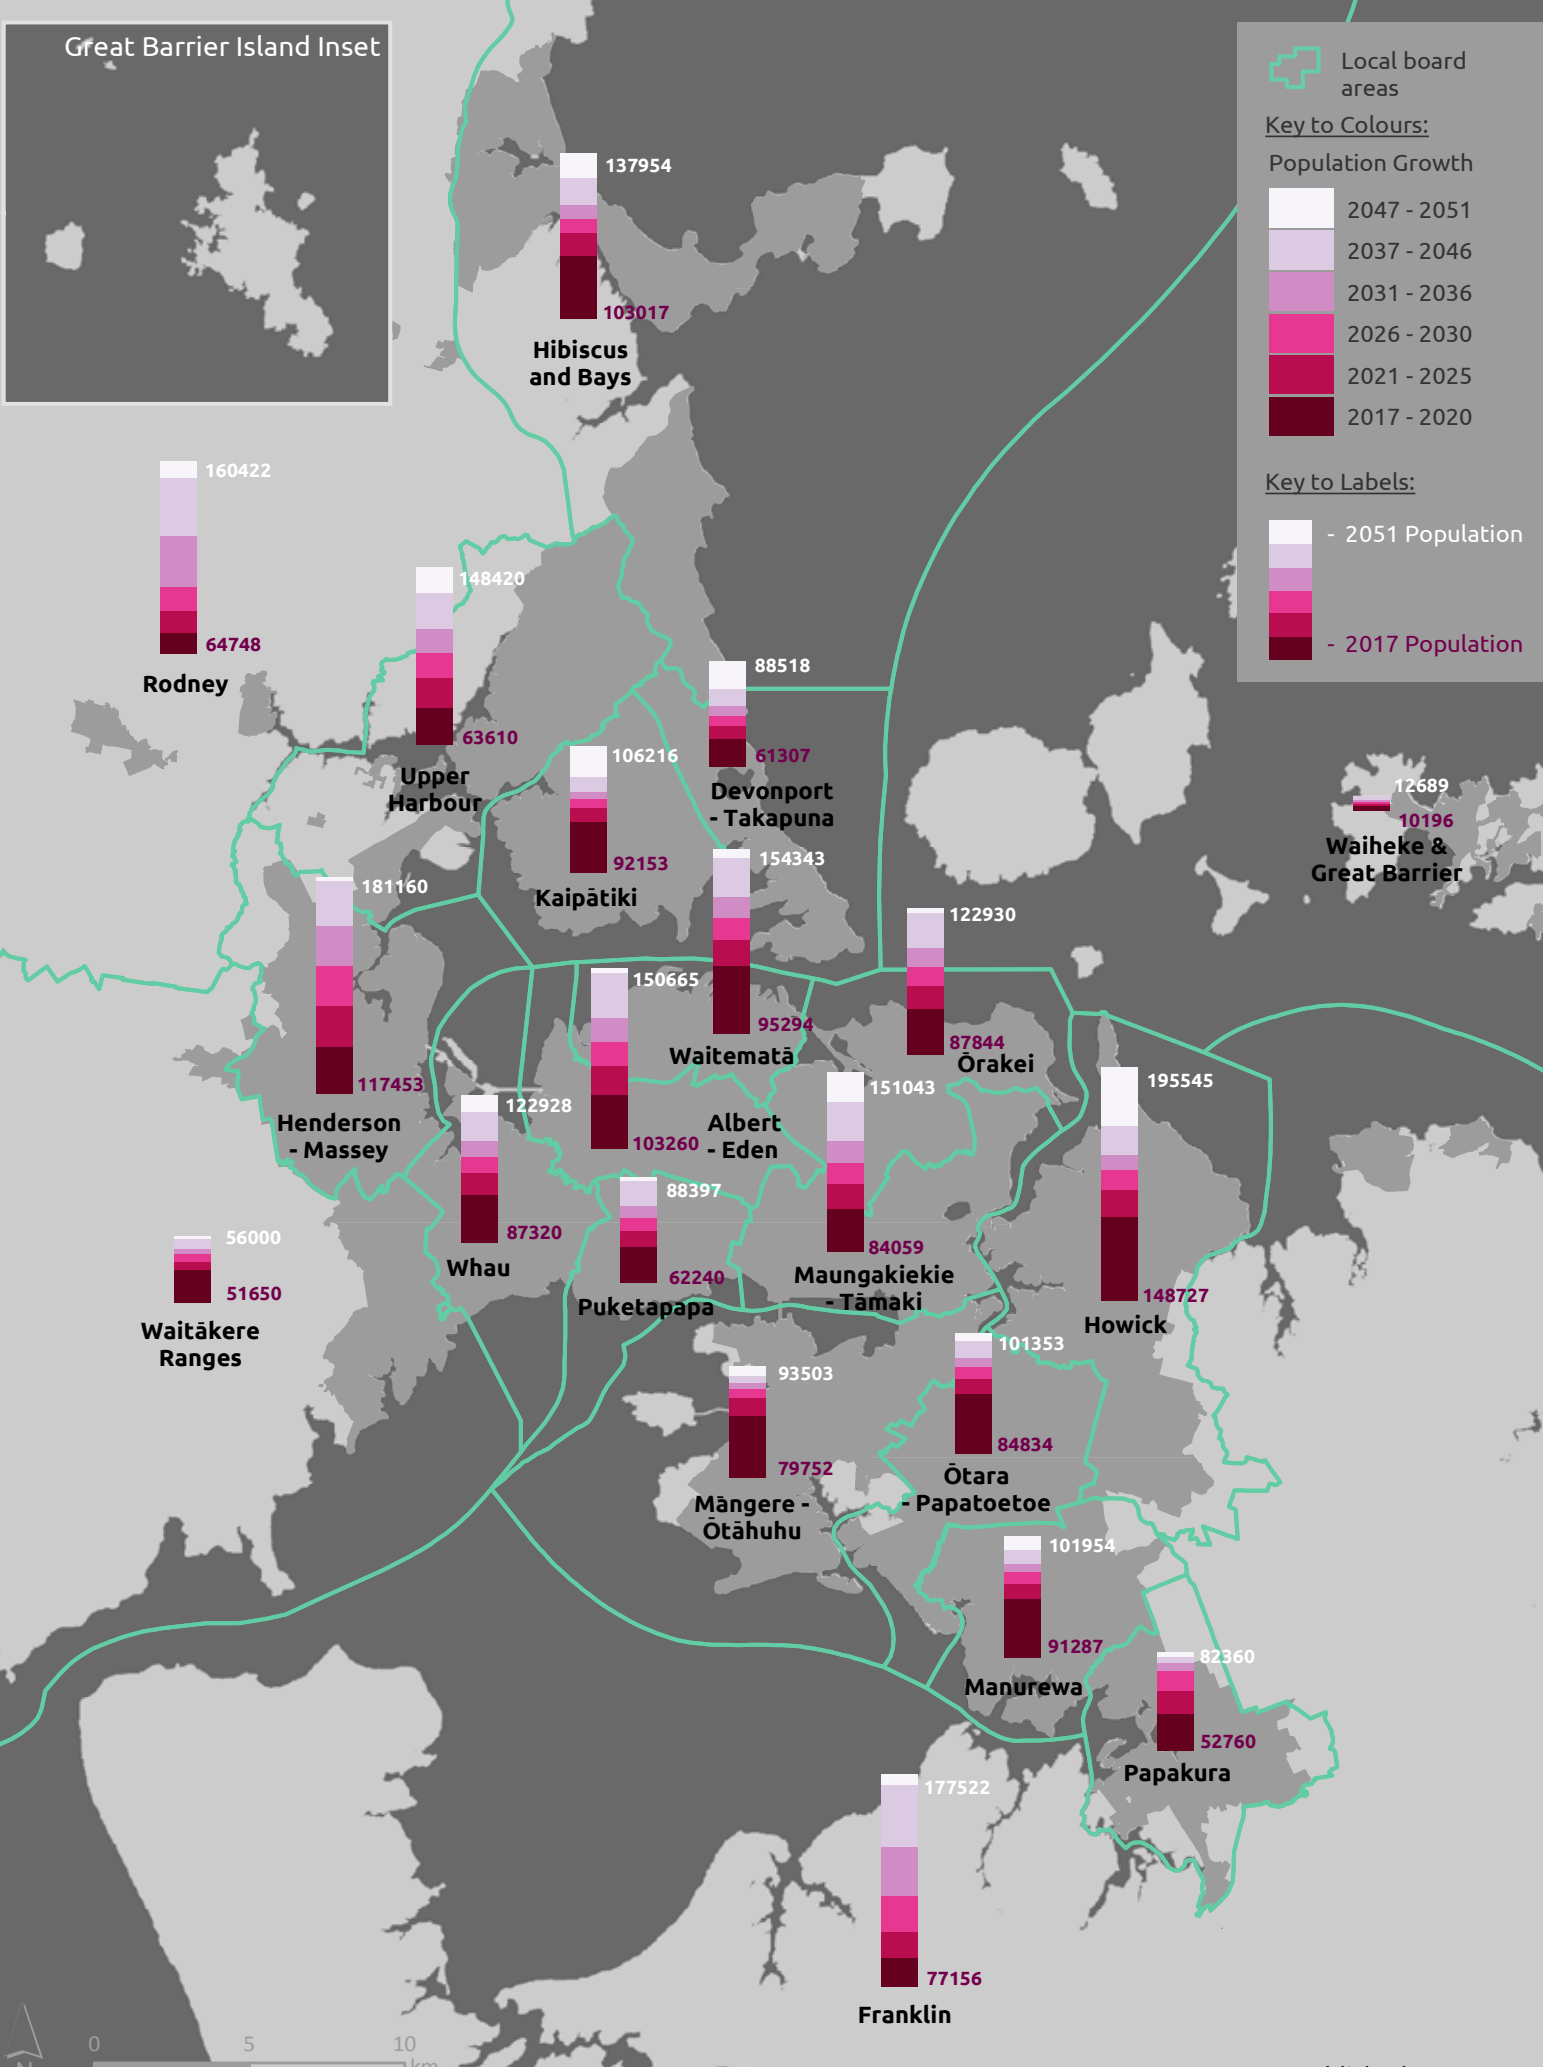 Great Barrier Island Inset
Local board
areas
Key to Colours:
Population Growth
2047 - 2051
2037 - 2046
2031 - 2036
2026 - 2030
2021 - 2025
2017 - 2020
Key to Labels:
- 2051 Population
- 2017 Population
137954
103017
Hibiscus
and Bays
160422
64748
Rodney
148420
63610
Upper
Harbour
88518
61307
Devonport
- Takapuna
106216
92153
Kaipātiki
12689
10196
Waiheke &
Great Barrier
154343
95294
Waitematā
181160
117453
Henderson
- Massey
122930
87844
Ōrakei
150665
103260
Albert
- Eden
151043
84059
Maungakiekie
- Tāmaki
195545
148727
Howick
122928
87320
Whau
88397
62240
Puketapapa
56000
51650
Waitākere
Ranges
101353
84834
Ōtara
- Papatoetoe
93503
79752
Māngere -
Ōtāhuhu
101954
91287
Manurewa
82360
52760
Papakura
177522
77156
Franklin
0 5 10
km